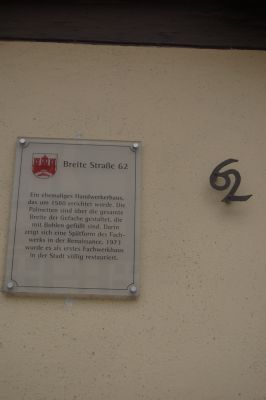 Breite Straße 62
62
Ein ehemaliges Handwerkerhaus,
das um 1580 errichtet wurde. Die
Palmetten sind über die gesamte
Breite der Gefache gestaltet, die
mit Bohlen gefüllt sind. Darin
zeigt sich eine Spätform des Fach-
werks in der Renaissance. 1973
wurde es als erstes Fachwerkhaus
in der Stadt völlig restauriert.